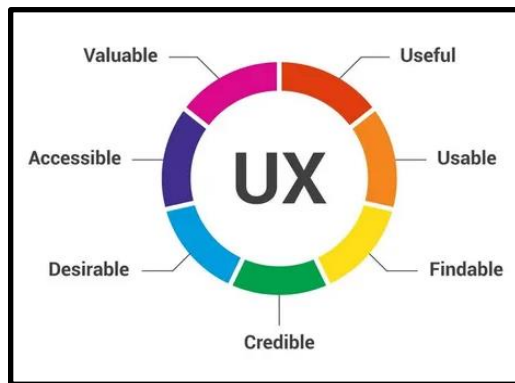 Valuable
Useful
Accessible
UX
Usable
Desirable
Findable
Credible